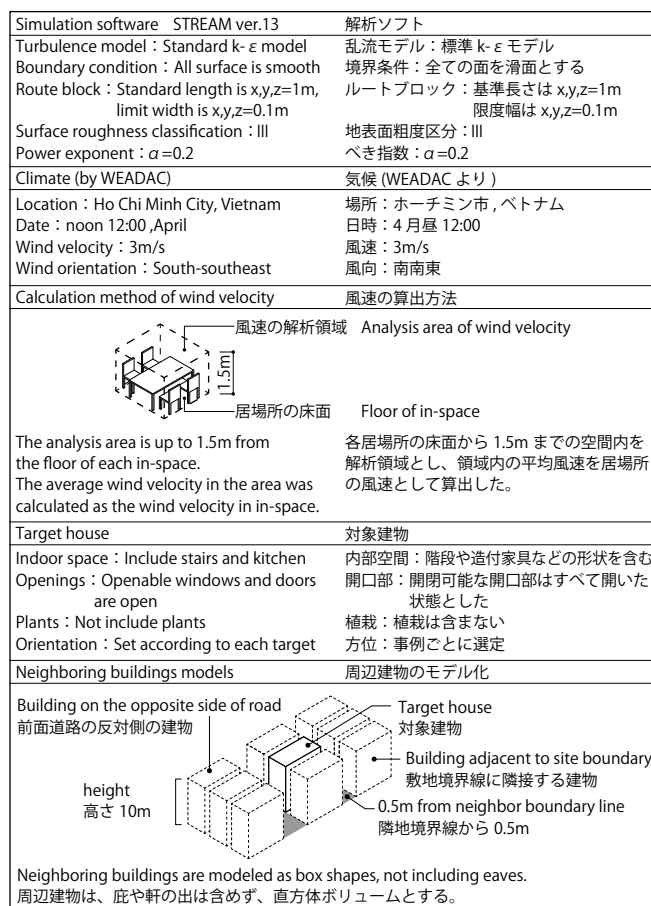 Simulation software STREAM ver.13 解析ソフト
Turbulence model：Standard k-ε model 乱流モデル：標準 k-ε モデル
Boundary condition：All surface is smooth 境界条件：全ての面を滑面とする
Route block：Standard length is x,y,z=1m, ルートブロック：基準長さは x,y,z=1m
limit width is x,y,z=0.1m 限度幅は x,y,z=0.1m
Surface roughness classification：III 地表面粗度区分：III
Power exponent：α=0.2 べき指数：α=0.2
Climate (by WEADAC) 気候 (WEADAC より )
Location：Ho Chi Minh City, Vietnam 場所：ホーチミン市 , ベトナム
Date：noon 12:00 ,April 日時：4 月昼 12:00
Wind velocity：3m/s 風速：3m/s
Wind orientation：South-southeast 風向：南南東
Calculation method of wind velocity 風速の算出方法
風速の解析領域 Analysis area of wind velocity
1.5m
居場所の床面 Floor of in-space
The analysis area is up to 1.5m from
the floor of each in-space.
The average wind velocity in the area was
calculated as the wind velocity in in-space.
各居場所の床面から 1.5m までの空間内を
解析領域とし、領域内の平均風速を居場所
の風速として算出した。
Target house 対象建物
Indoor space：Include stairs and kitchen 内部空間：階段や造付家具などの形状を含む
Openings：Openable windows and doors 開口部：開閉可能な開口部はすべて開いた
are open 状態とした
Plants：Not include plants 植栽：植栽は含まない
Orientation：Set according to each target 方位：事例ごとに選定
Neighboring buildings models 周辺建物のモデル化
Building on the opposite side of road
前面道路の反対側の建物
Target house
対象建物
Building adjacent to site boundary
敷地境界線に隣接する建物
height
高さ 10m
0.5m from neighbor boundary line
隣地境界線から 0.5m
Neighboring buildings are modeled as box shapes, not including eaves.
周辺建物は、庇や軒の出は含めず、直方体ボリュームとする。